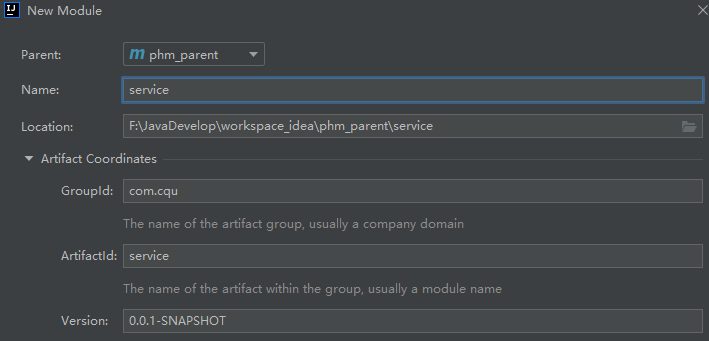 New Module
Parent: m phm_parent
Name: service
Location: F:\JavaDevelop\workspace_idea\phm_parent\service
Artifact Coordinates
GroupId: com.cqu
The name of the artifact group, usually a company domain
ArtifactId: service
The name of the artifact within the group, usually a module name
Version: 0.0.1-SNAPSHOT